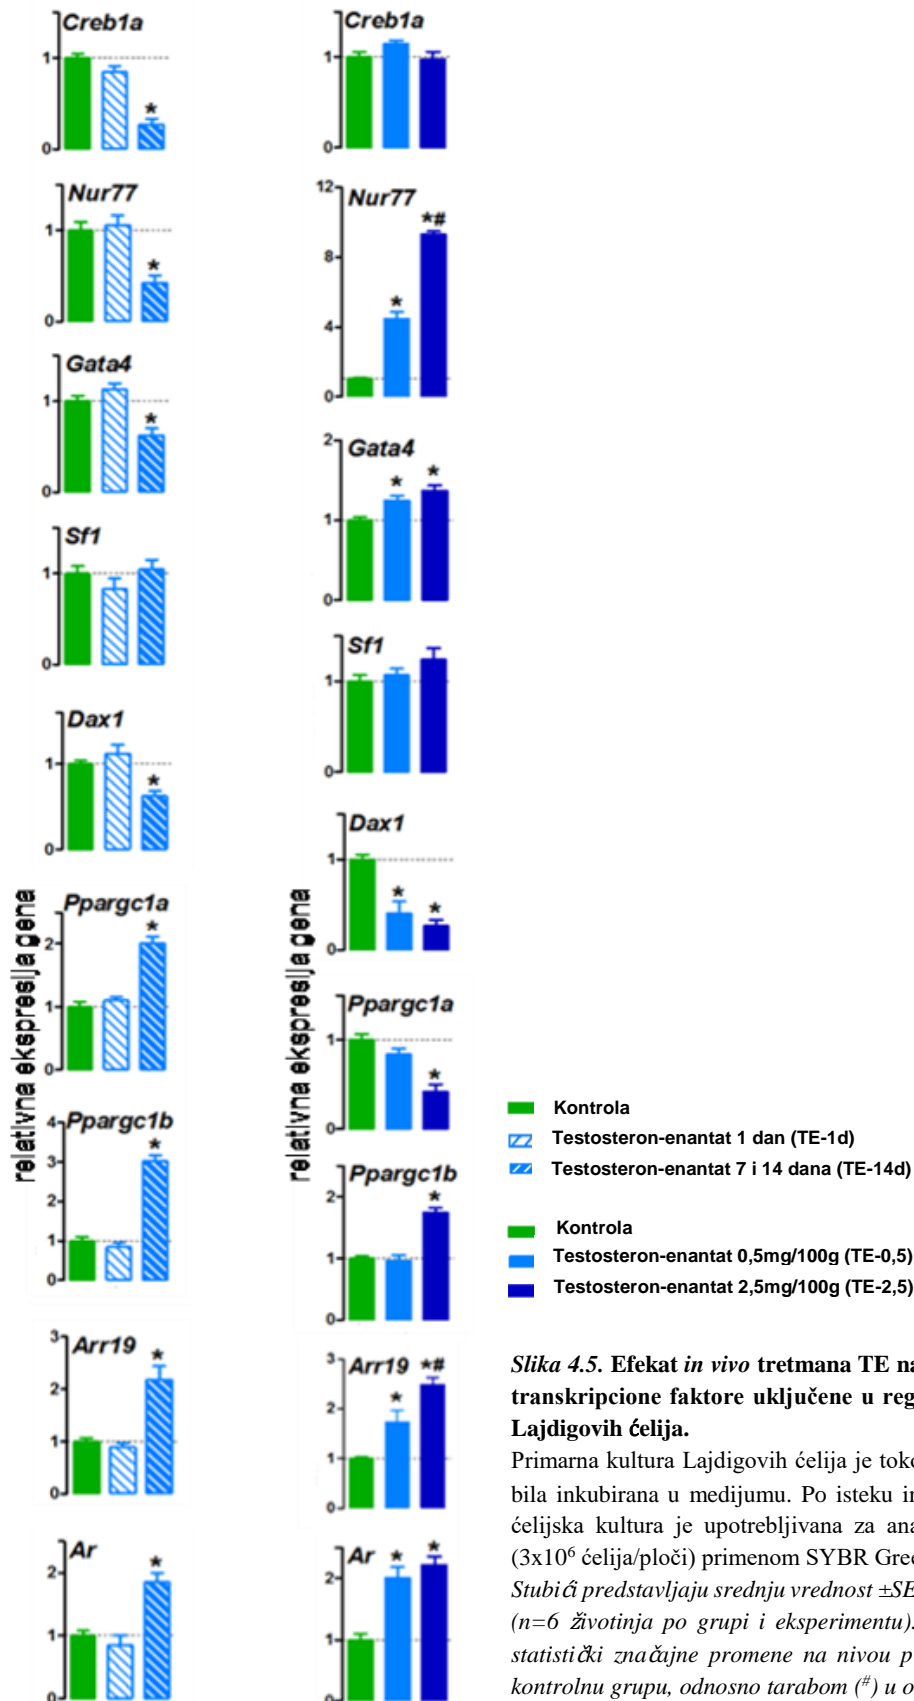 Creb1a
1
*
0
Nur77
1
*
0
Gata4
1
*
0
Sf1
1
0
Dax1
1
*
0
relativna ekspresija gena
Ppargc1a
2
*
1
0
Ppargc1b
4
*
3
2
1
0
Arr19
3
*
2
1
0
Ar
2
*
1
0
Creb1a
1
0
Nur77
12
*#
8
*
4
0
Gata4
2
* *
1
0
Sf1
1
0
Dax1
1
* *
0
relativna ekspresija gena
Ppargc1a
1
*
0
Ppargc1b
2
*
1
0
Arr19
3
* *#
2
1
0
Ar
2
* *
1
0
Kontrola
Testosteron-enantat 1 dan (TE-1d)
Testosteron-enantat 7 i 14 dana (TE-14d)
Kontrola
Testosteron-enantat 0,5mg/100g (TE-0,5)
Testosteron-enantat 2,5mg/100g (TE-2,5)
Slika 4.5. Efekat in vivo tretmana TE na
transkripcione faktore uključene u reg
Lajdigovih ćelija.
Primarna kultura Lajdigovih ćelija je toko
bila inkubirana u medijumu. Po isteku in
ćelijska kultura je upotrebljivana za ana
(3x10⁶ ćelija/ploči) primenom SYBR Gree
Stubići predstavljaju srednju vrednost ±SE
(n=6 životinja po grupi i eksperimentu).
statistički značajne promene na nivou p
kontrolnu grupu, odnosno tarabom (#) u o